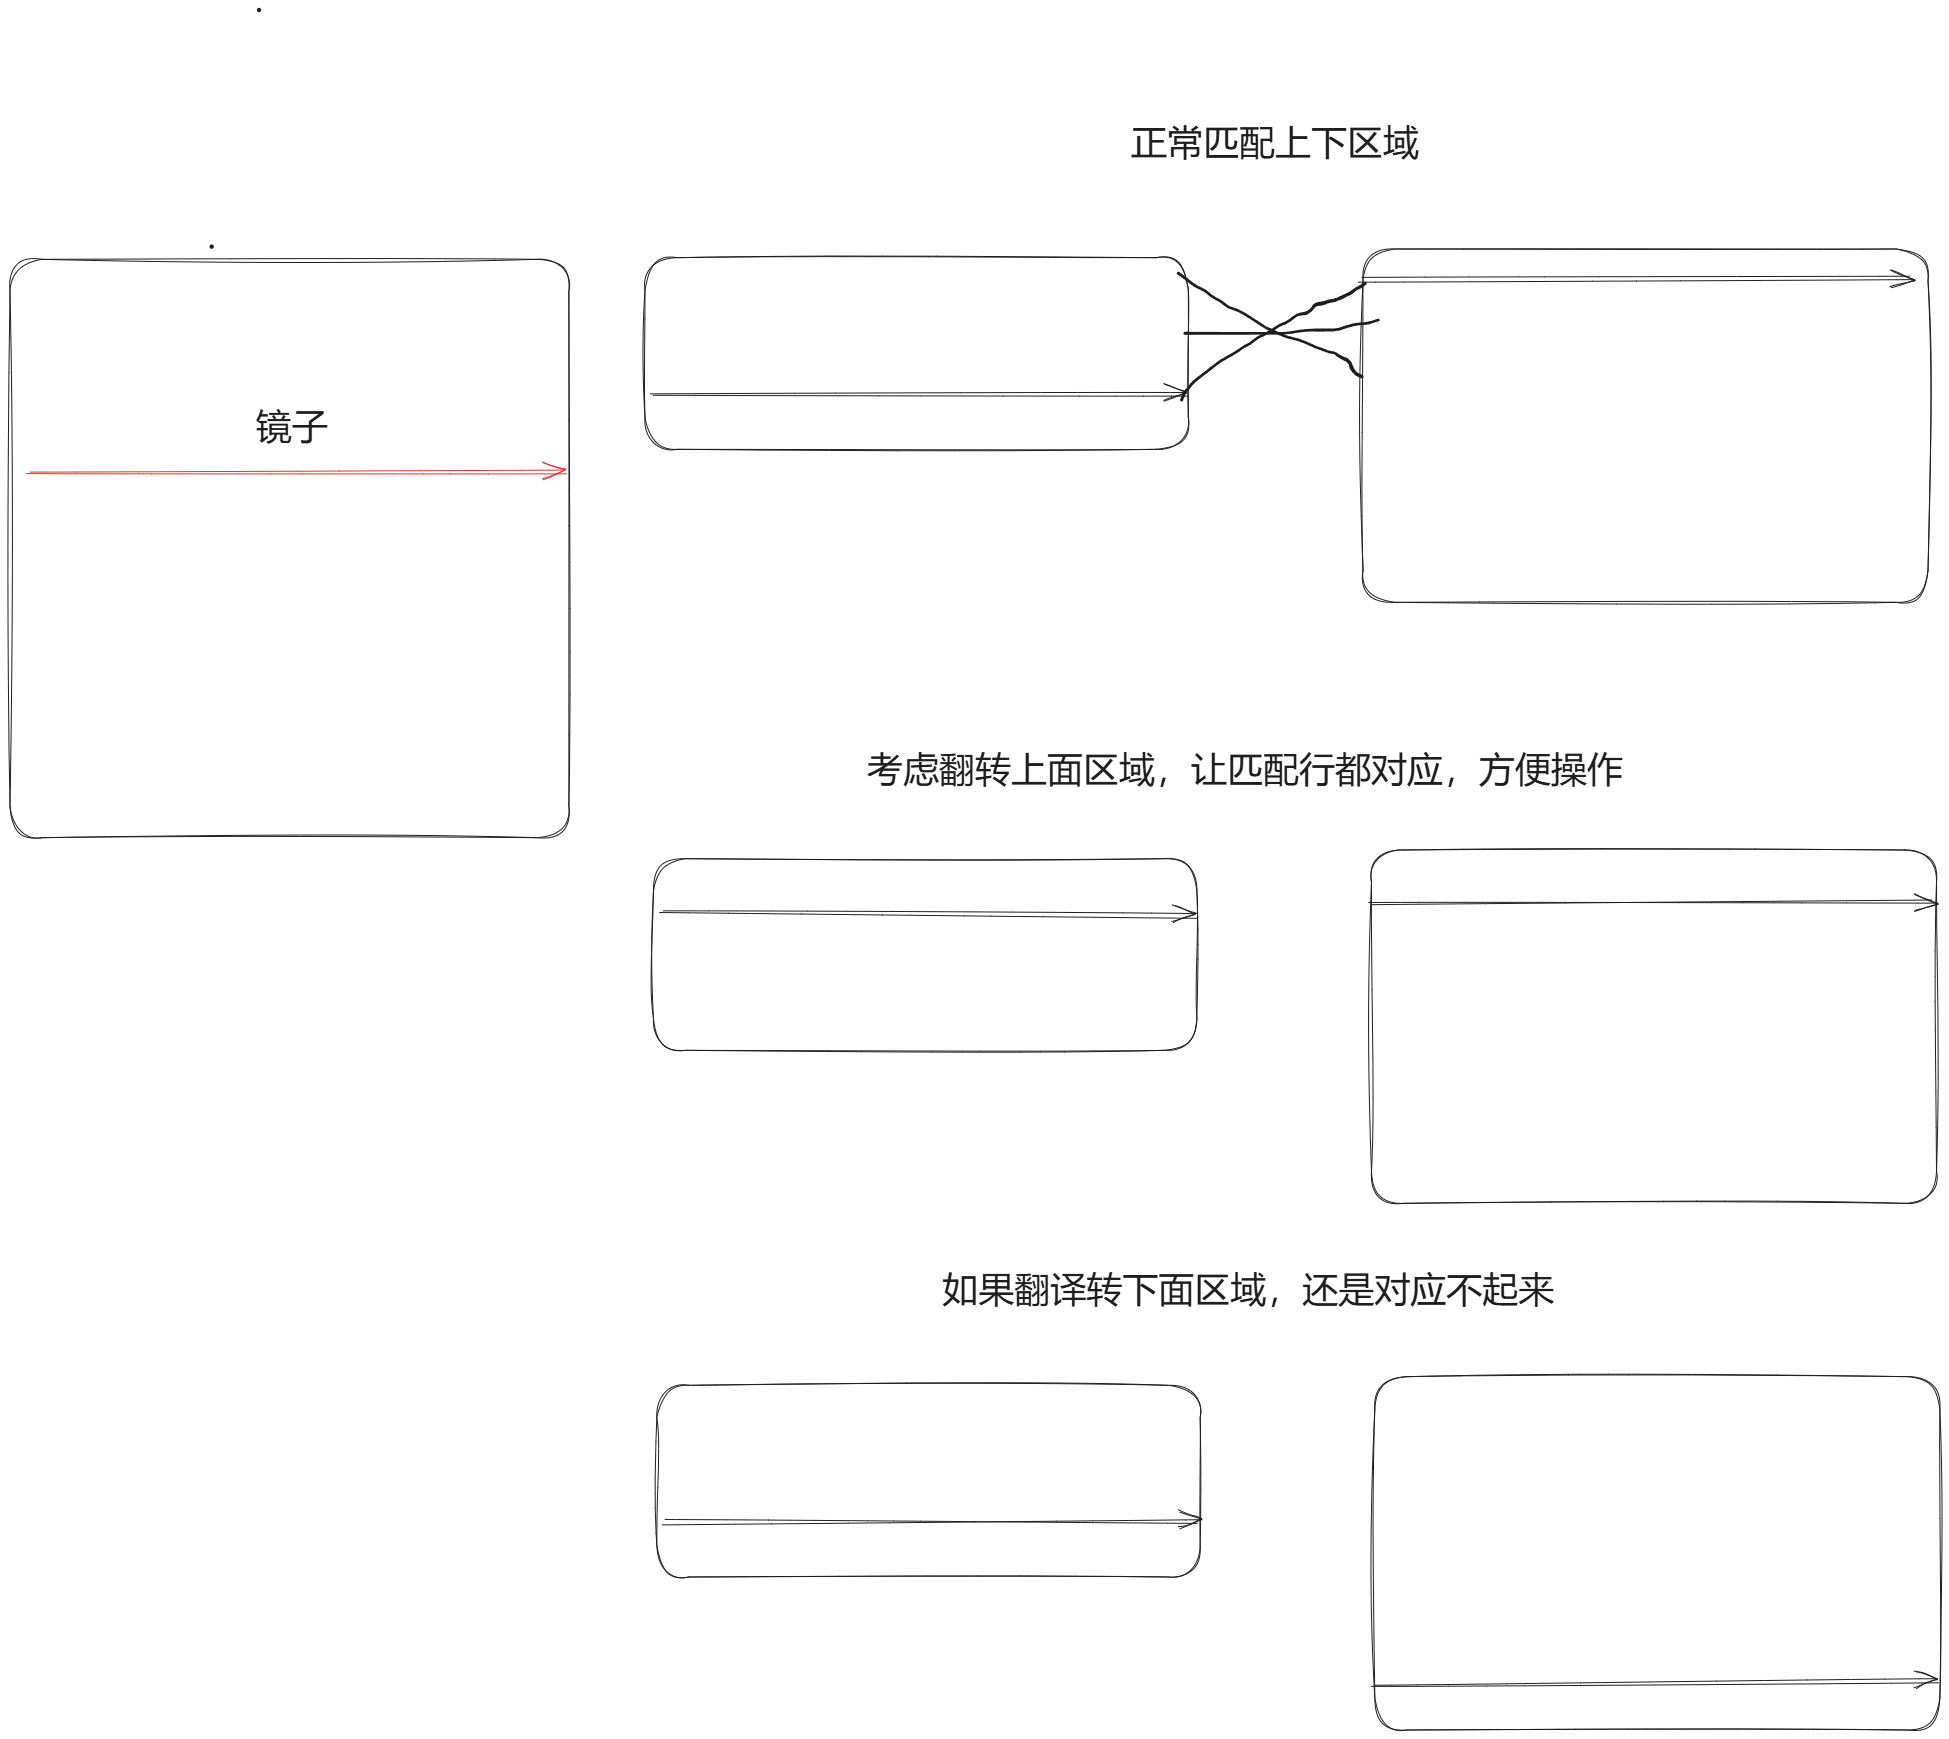 正常匹配上下区域
镜子
考虑翻转上面区域，让匹配行都对应，方便操作
如果翻译转下面区域，还是对应不起来